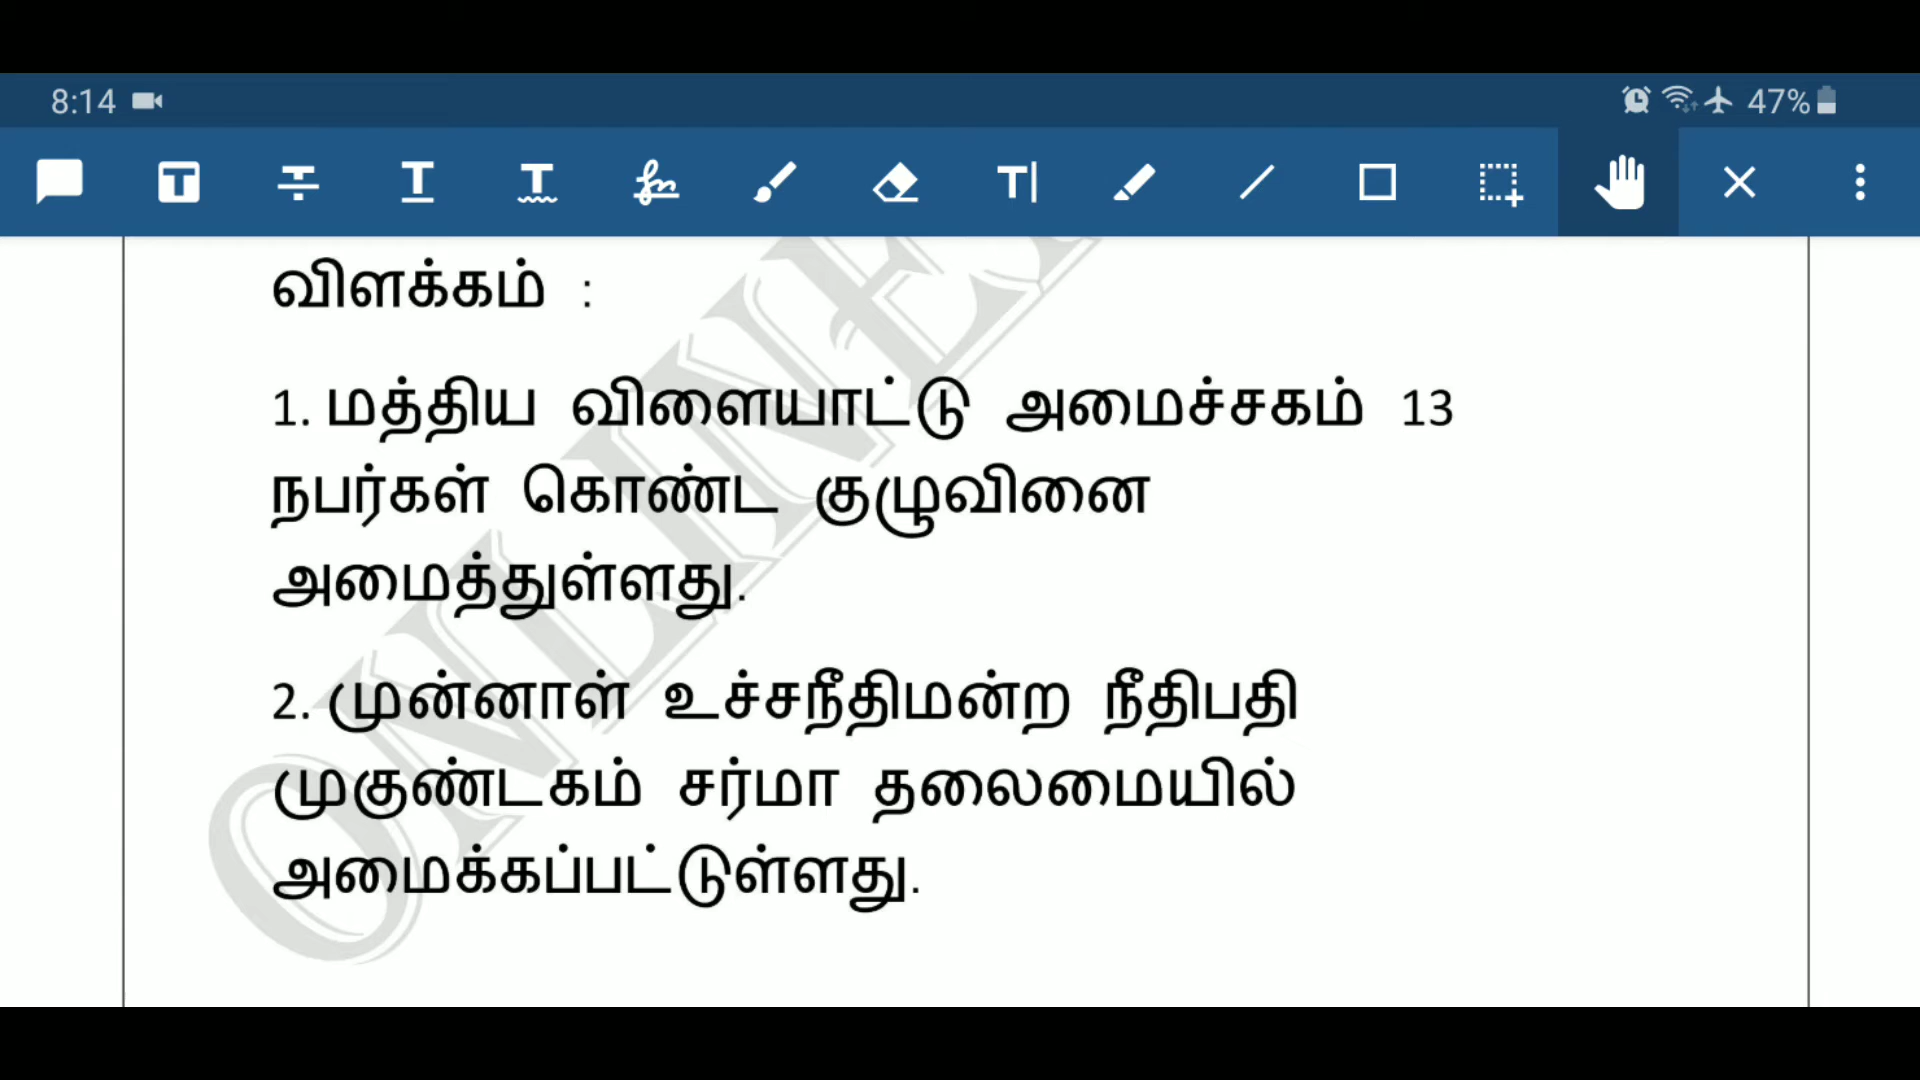 8:14
47%
விளக்கம் :
1. மத்திய விளையாட்டு அமைச்சகம் 13
நபர்கள் கொண்ட குழுவினை
அமைத்துள்ளது.
2. முன்னாள் உச்சநீதிமன்ற நீதிபதி
முகுண்டகம் சர்மா தலைமையில்
அமைக்கப்பட்டுள்ளது.